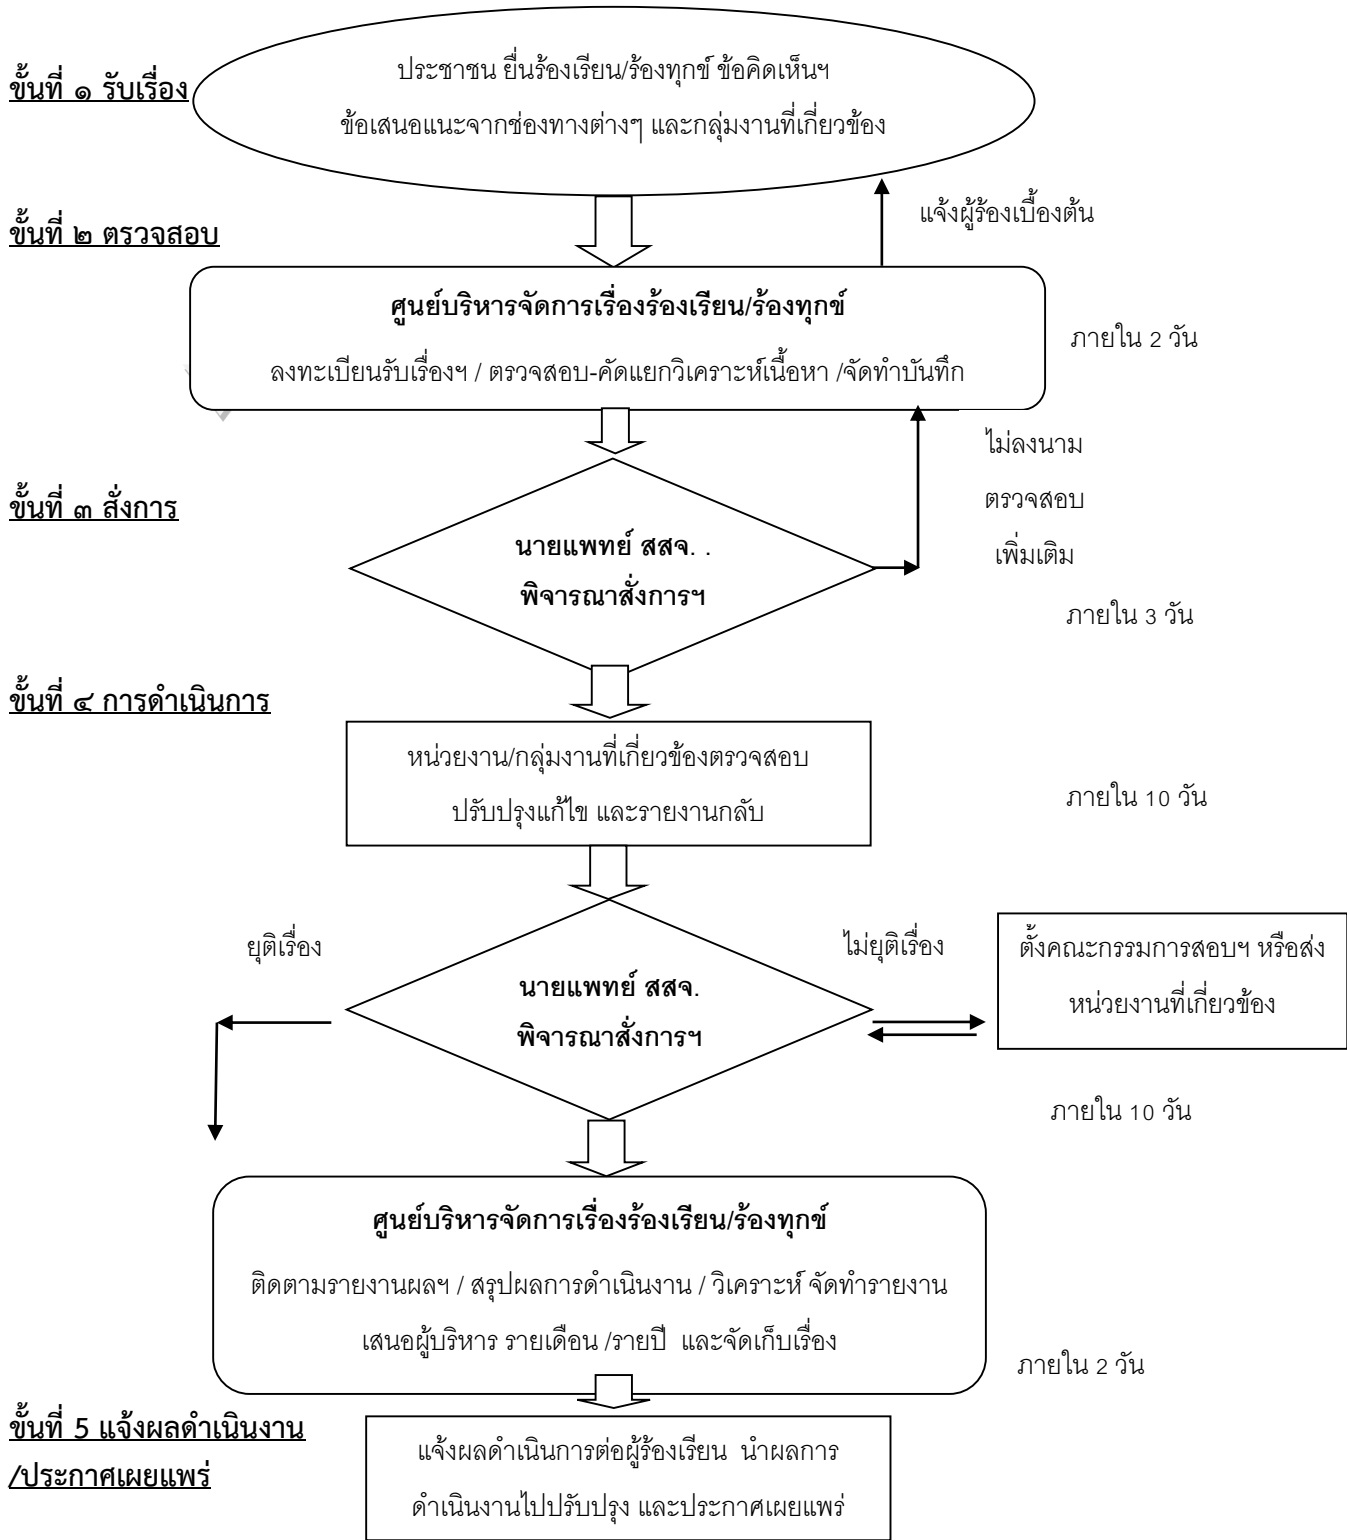 ขั้นที่ ๑ รับเรื่อง
ประชาชน ยื่นร้องเรียน/ร้องทุกข์ ข้อคิดเห็นฯ
ข้อเสนอแนะจากช่องทางต่างๆ และกลุ่มงานที่เกี่ยวข้อง
แจ้งผู้ร้องเบื้องต้น
ขั้นที่ ๒ ตรวจสอบ
ศูนย์บริหารจัดการเรื่องร้องเรียน/ร้องทุกข์
ลงทะเบียนรับเรื่องฯ / ตรวจสอบ-คัดแยกวิเคราะห์เนื้อหา /จัดทำบันทึก
ภายใน 2 วัน
ไม่ลงนาม
ตรวจสอบ
เพิ่มเติม
ขั้นที่ ๓ สั่งการ
นายแพทย์ สสจ. .
พิจารณาสั่งการฯ
ภายใน 3 วัน
ขั้นที่ ๔ การดำเนินการ
หน่วยงาน/กลุ่มงานที่เกี่ยวข้องตรวจสอบ
ปรับปรุงแก้ไข และรายงานกลับ
ภายใน 10 วัน
ยุติเรื่อง
นายแพทย์ สสจ.
พิจารณาสั่งการฯ
ไม่ยุติเรื่อง
ตั้งคณะกรรมการสอบฯ หรือส่ง
หน่วยงานที่เกี่ยวข้อง
ภายใน 10 วัน
ศูนย์บริหารจัดการเรื่องร้องเรียน/ร้องทุกข์
ติดตามรายงานผลฯ / สรุปผลการดำเนินงาน / วิเคราะห์ จัดทำรายงาน
เสนอผู้บริหาร รายเดือน /รายปี  และจัดเก็บเรื่อง
ภายใน 2 วัน
ขั้นที่ 5 แจ้งผลดำเนินงาน
/ประกาศเผยแพร่
แจ้งผลดำเนินการต่อผู้ร้องเรียน  นำผลการ
ดำเนินงานไปปรับปรุง และประกาศเผยแพร่